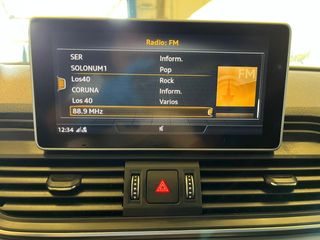 Radio: FM
SER Inform.
SOLONUM1 Pop
Los40 Rock
CORUNA Inform.
Los 40 Varios
88.9 MHz
FM
12:34